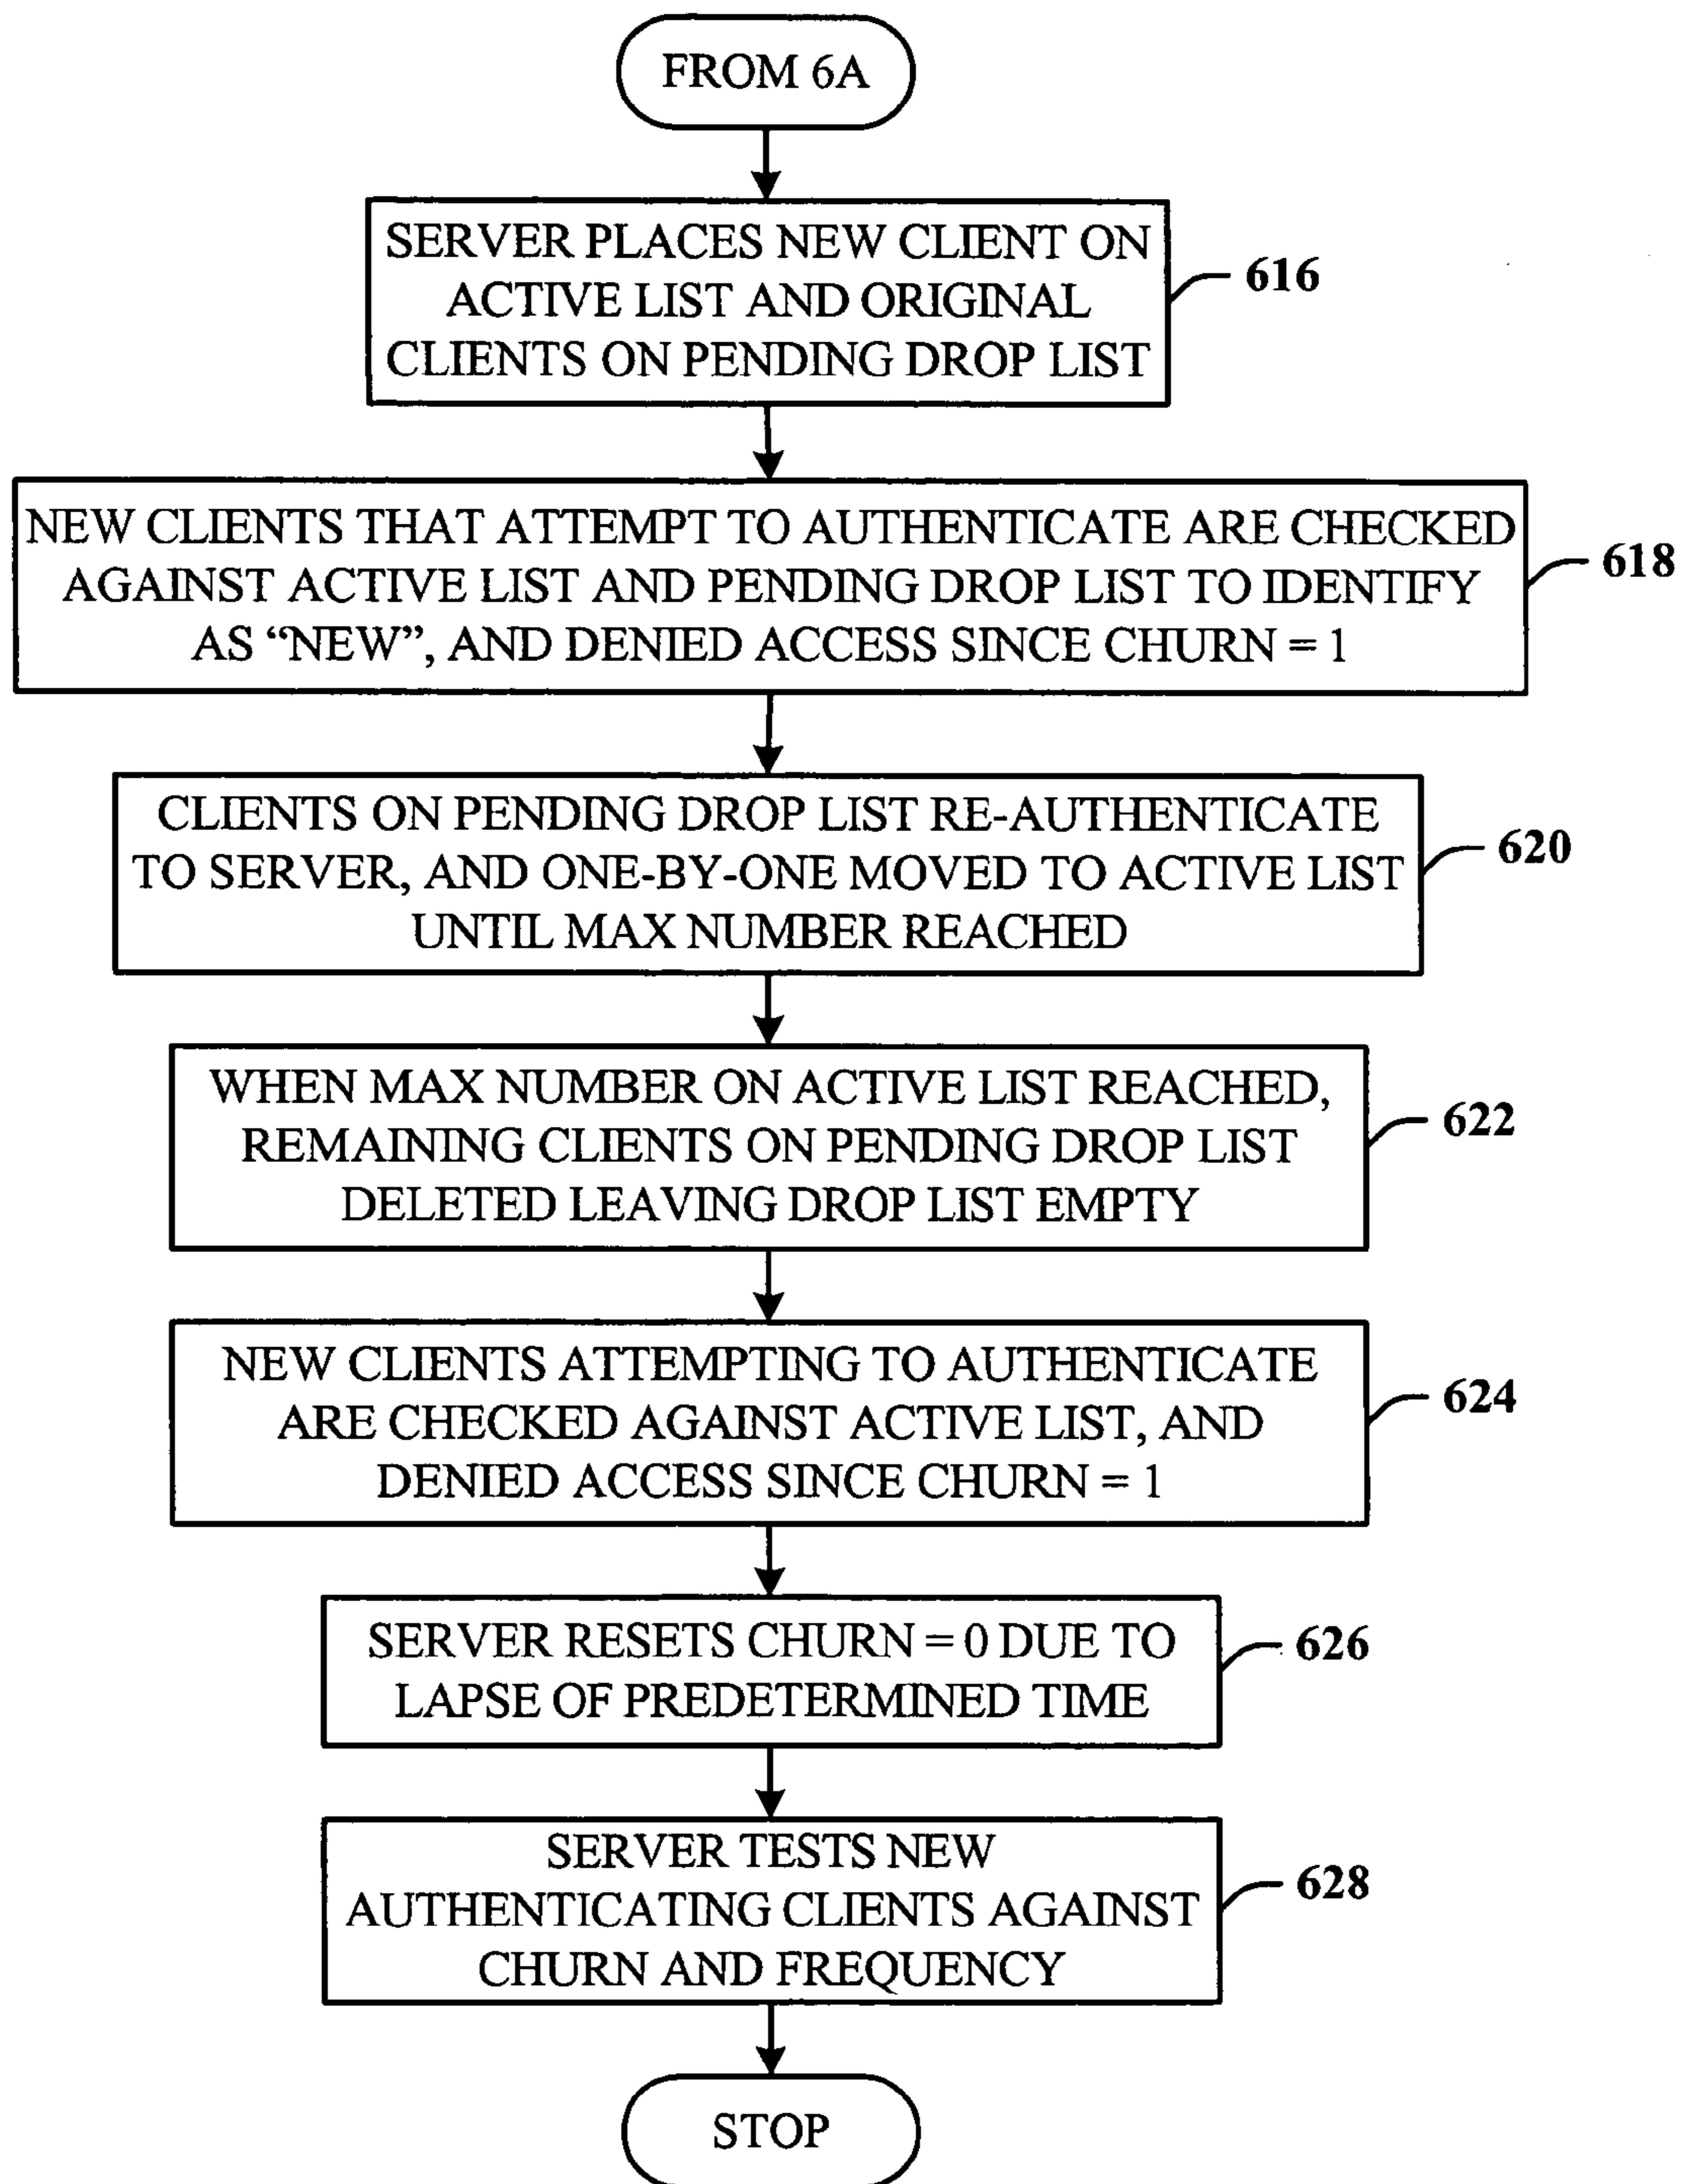 FROM 6A
SERVER PLACES NEW CLIENT ON
ACTIVE LIST AND ORIGINAL
CLIENTS ON PENDING DROP LIST
616
NEW CLIENTS THAT ATTEMPT TO AUTHENTICATE ARE CHECKED
AGAINST ACTIVE LIST AND PENDING DROP LIST TO IDENTIFY
AS “NEW”, AND DENIED ACCESS SINCE CHURN = 1
618
CLIENTS ON PENDING DROP LIST RE-AUTHENTICATE
TO SERVER, AND ONE-BY-ONE MOVED TO ACTIVE LIST
UNTIL MAX NUMBER REACHED
620
WHEN MAX NUMBER ON ACTIVE LIST REACHED,
REMAINING CLIENTS ON PENDING DROP LIST
DELETED LEAVING DROP LIST EMPTY
622
NEW CLIENTS ATTEMPTING TO AUTHENTICATE
ARE CHECKED AGAINST ACTIVE LIST, AND
DENIED ACCESS SINCE CHURN = 1
624
SERVER RESETS CHURN = 0 DUE TO
LAPSE OF PREDETERMINED TIME
626
SERVER TESTS NEW
AUTHENTICATING CLIENTS AGAINST
CHURN AND FREQUENCY
628
STOP